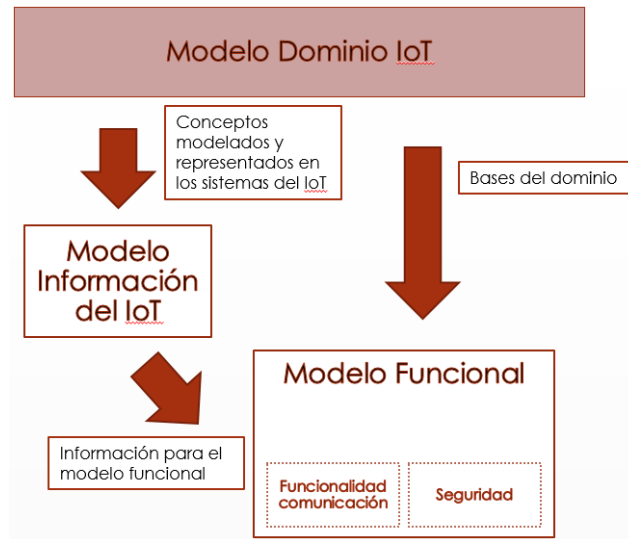 Modelo Dominio IoT
Conceptos
modelados y
representados en
los sistemas del IoT
Bases del dominio
Modelo
Información
del IoT
Modelo Funcional
Información para el
modelo funcional
Funcionalidad
comunicación
Seguridad